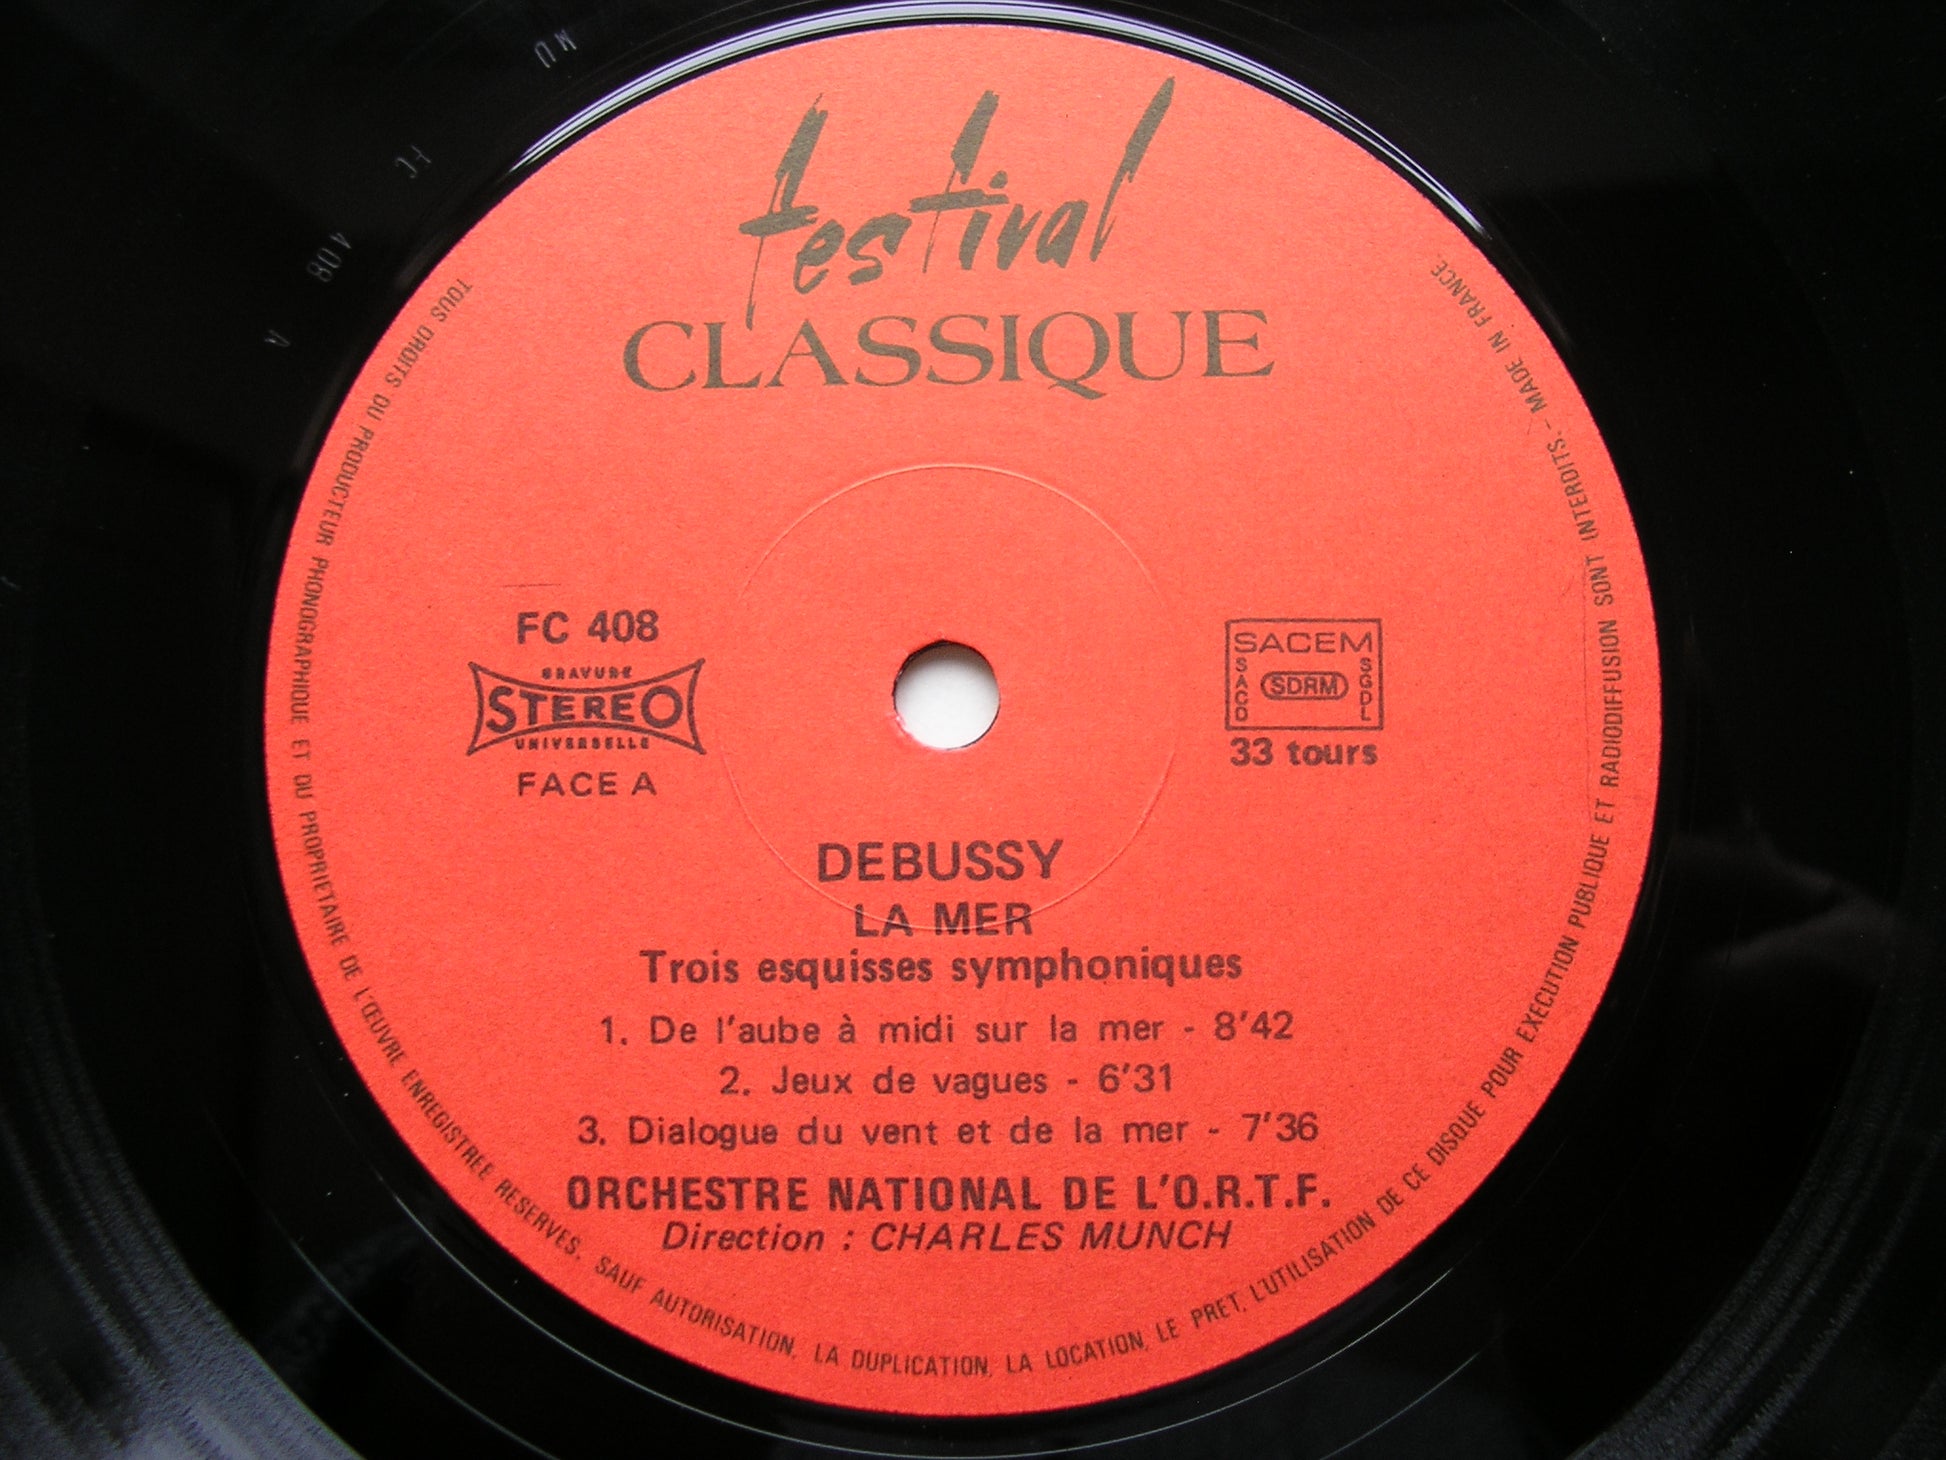 festival
CLASSIQUE
FC 408
GRAVURE
STEREO
UNIVERSELLE
FACE A
SACEM
SACD
SDRM
SGDL
33 tours
DEBUSSY
LA MER
Trois esquisses symphoniques
1. De l'aube à midi sur la mer - 8'42
2. Jeux de vagues - 6'31
3. Dialogue du vent et de la mer - 7'36
ORCHESTRE NATIONAL DE L'O.R.T.F.
Direction : CHARLES MUNCH
TOUS DROITS DU PRODUCTEUR PHONOGRAPHIQUE ET DU PROPRIETAIRE DE L'ŒUVRE ENREGISTREE RESERVES. SAUF AUTORISATION, LA DUPLICATION, LA LOCATION, LE PRET, L'UTILISATION DE CE DISQUE POUR EXECUTION PUBLIQUE ET RADIODIFFUSION SONT INTERDITS. - MADE IN FRANCE.
MU FC 408 A